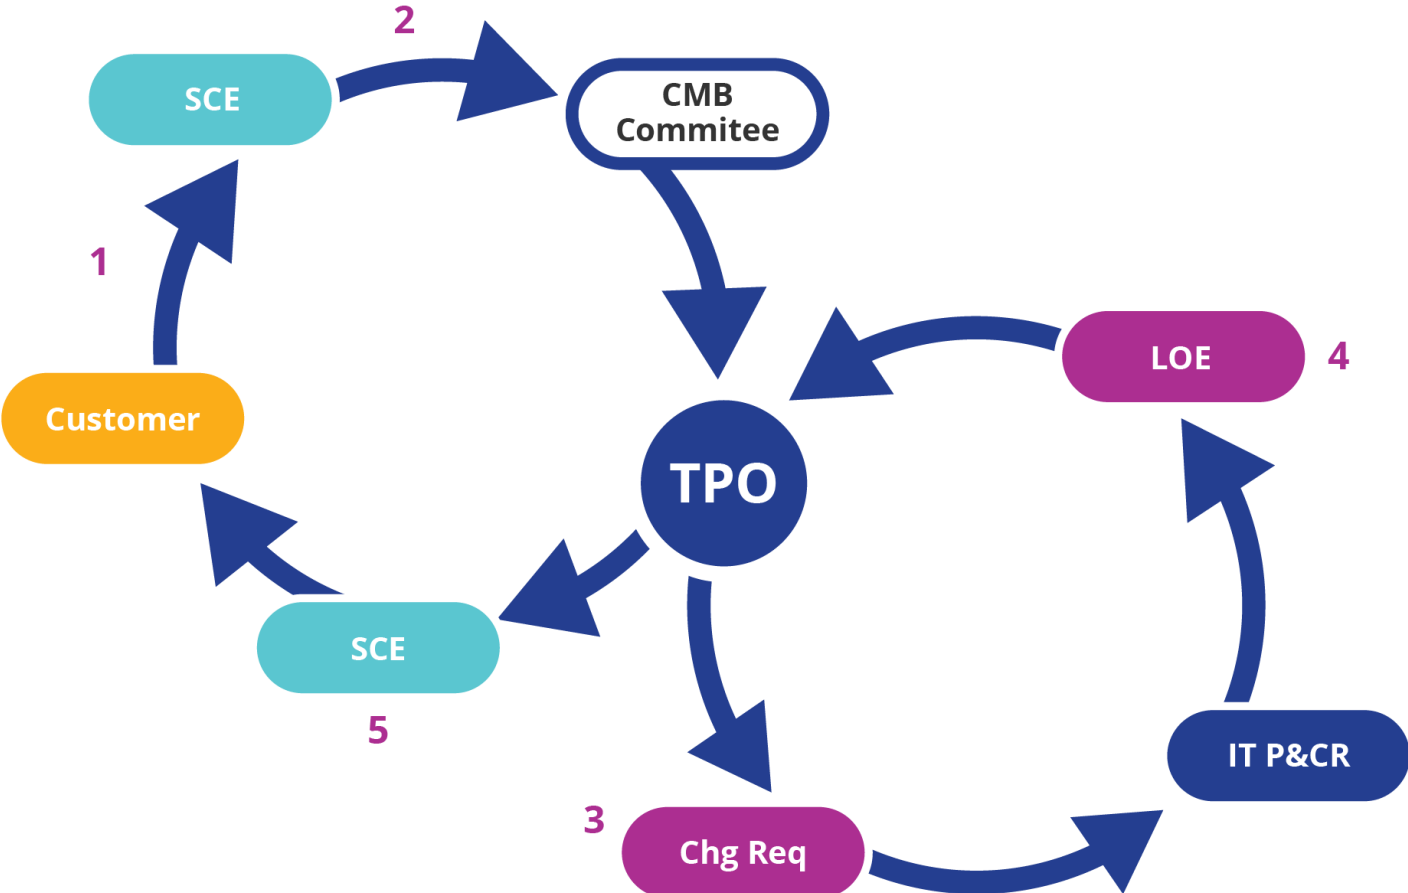 2
SCE
CMB
Commitee
1
LOE
4
Customer
TPO
SCE
5
IT P&CR
3
Chg Req